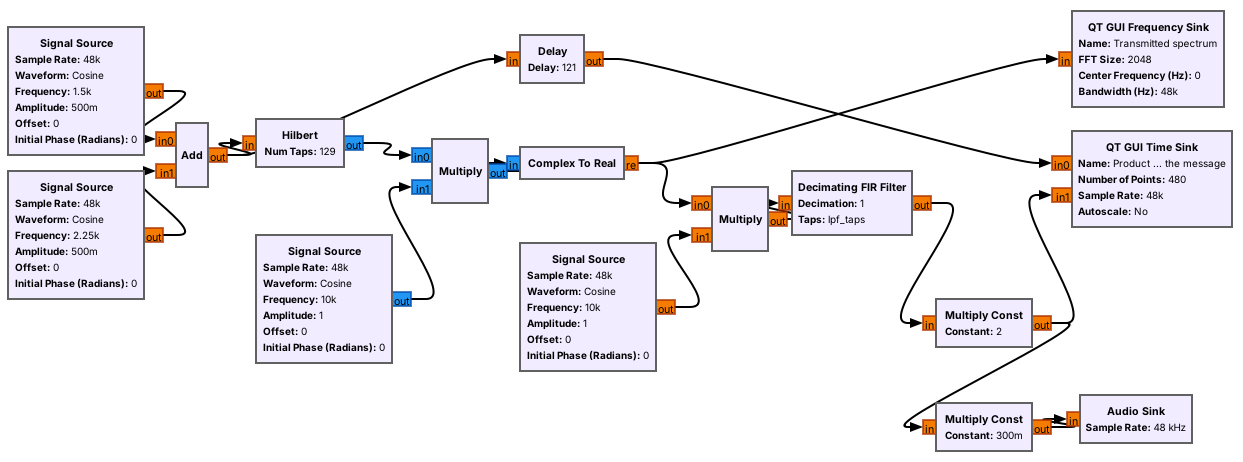 Signal Source
Sample Rate: 48k
Waveform: Cosine
Frequency: 1.5k
Amplitude: 500m
Offset: 0
Initial Phase (Radians): 0
out
Signal Source
Sample Rate: 48k
Waveform: Cosine
Frequency: 2.25k
Amplitude: 500m
Offset: 0
Initial Phase (Radians): 0
out
in0
in1
Add
out
in
Hilbert
Num Taps: 129
out
Signal Source
Sample Rate: 48k
Waveform: Cosine
Frequency: 10k
Amplitude: 1
Offset: 0
Initial Phase (Radians): 0
out
in0
in1
Multiply
out
in
Delay
Delay: 121
out
in
Complex To Real
re
Signal Source
Sample Rate: 48k
Waveform: Cosine
Frequency: 10k
Amplitude: 1
Offset: 0
Initial Phase (Radians): 0
out
in0
in1
Multiply
out
in
Decimating FIR Filter
Decimation: 1
Taps: lpf_taps
out
in
Multiply Const
Constant: 2
out
in
Multiply Const
Constant: 300m
out
in
QT GUI Frequency Sink
Name: Transmitted spectrum
FFT Size: 2048
Center Frequency (Hz): 0
Bandwidth (Hz): 48k
in0
in1
QT GUI Time Sink
Name: Product ... the message
Number of Points: 480
Sample Rate: 48k
Autoscale: No
in
Audio Sink
Sample Rate: 48 kHz